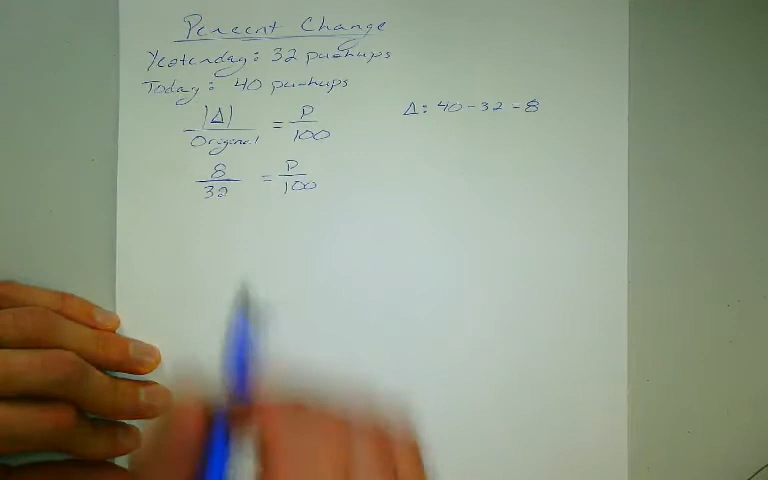 Percent Change
Yesterday: 32 pushups
Today: 40 pushups
|Δ| / Original = P / 100
Δ: 40 - 32 = 8
8 / 32 = P / 100